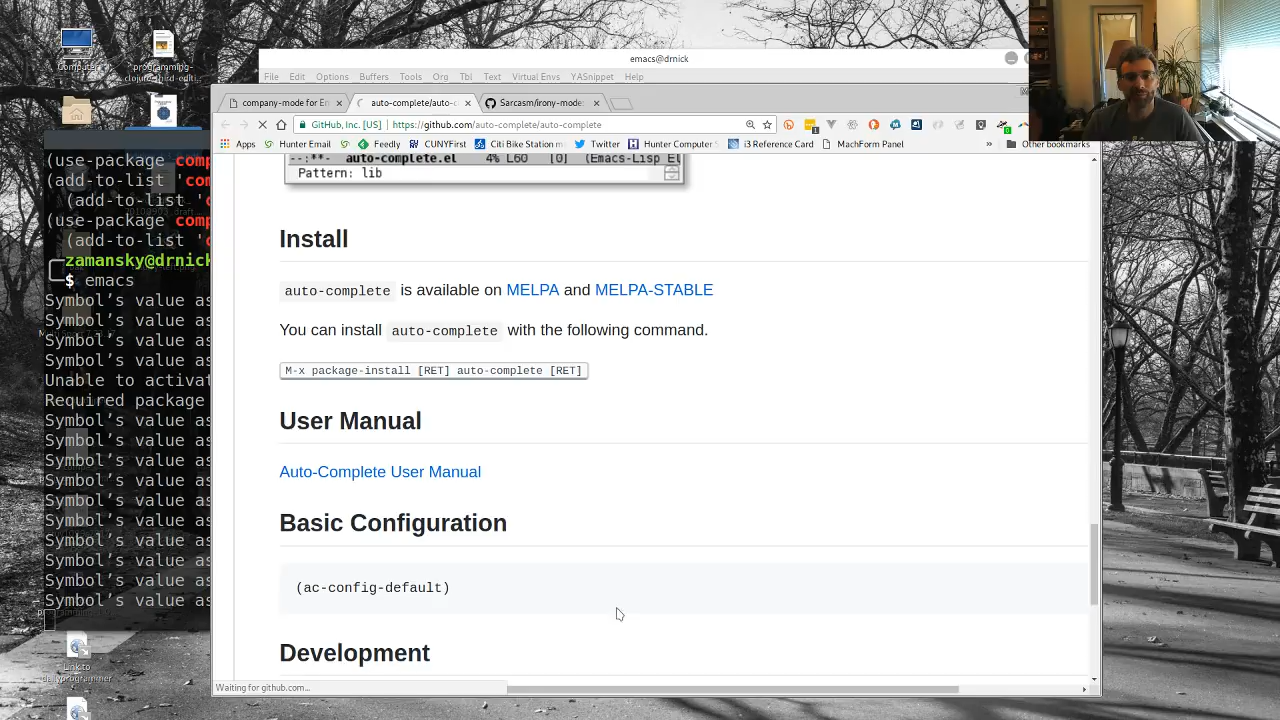 Computer
programming-
clojure-third-editi...
emacs@drnick
File Edit Options Buffers Tools Org Tbl Text Virtual Envs YASnippet Help
company-mode for En
auto-complete/auto-c
Sarcasm/irony-mode:
GitHub, Inc. [US] https://github.com/auto-complete/auto-complete
Apps Hunter Email Feedly CUNYFirst Citi Bike Station m Twitter Hunter Computer S i3 Reference Card MachForm Panel » Other bookmarks
(use-package comp
(add-to-list 'com
(add-to-list 'c
(use-package comp
(add-to-list 'c
zamansky@drnick
$ emacs
Symbol's value as
Symbol's value as
Symbol's value as
Symbol's value as
Unable to activat
Required package
Symbol's value as
Symbol's value as
Symbol's value as
Symbol's value as
Symbol's value as
Symbol's value as
Symbol's value as
Symbol's value as
Symbol's value as
Link to
dailyprogrammer
--:**- auto-complete.el 4% L60 [0] (Emacs-Lisp El
Pattern: lib
Install
auto-complete is available on MELPA and MELPA-STABLE
You can install auto-complete with the following command.
M-x package-install [RET] auto-complete [RET]
User Manual
Auto-Complete User Manual
Basic Configuration
(ac-config-default)
Development
Waiting for github.com...